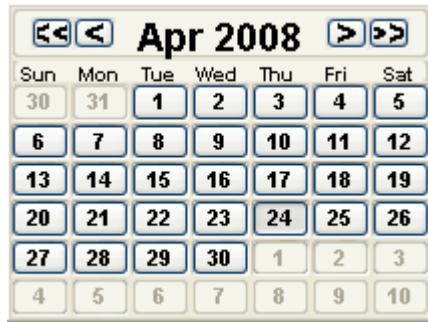 << < Apr 2008 > >>
Sun Mon Tue Wed Thu Fri Sat
30 31 1 2 3 4 5
6 7 8 9 10 11 12
13 14 15 16 17 18 19
20 21 22 23 24 25 26
27 28 29 30 1 2 3
4 5 6 7 8 9 10